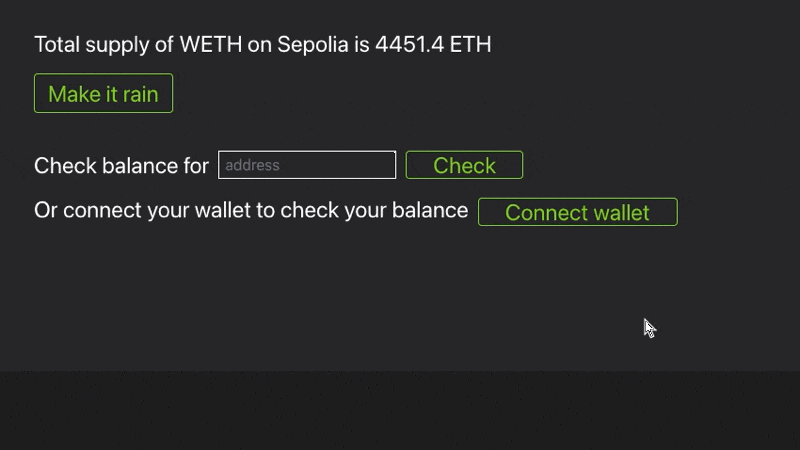 Total supply of WETH on Sepolia is 4451.4 ETH
Make it rain
Check balance for address Check
Or connect your wallet to check your balance Connect wallet